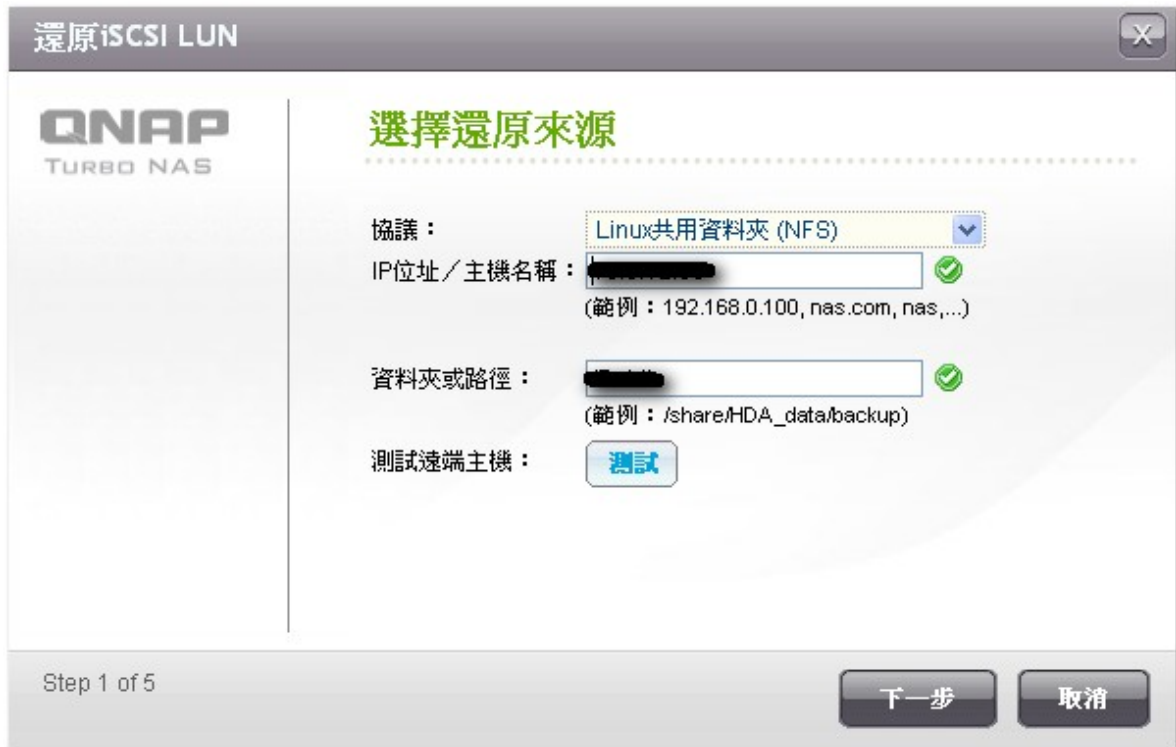 還原iSCSI LUN
X
QNAP
TURBO NAS
選擇還原來源
協議：
Linux共用資料夾 (NFS)
IP位址／主機名稱：
(範例：192.168.0.100, nas.com, nas,...)
資料夾或路徑：
(範例：/share/HDA_data/backup)
測試遠端主機：
測試
Step 1 of 5
下一步
取消